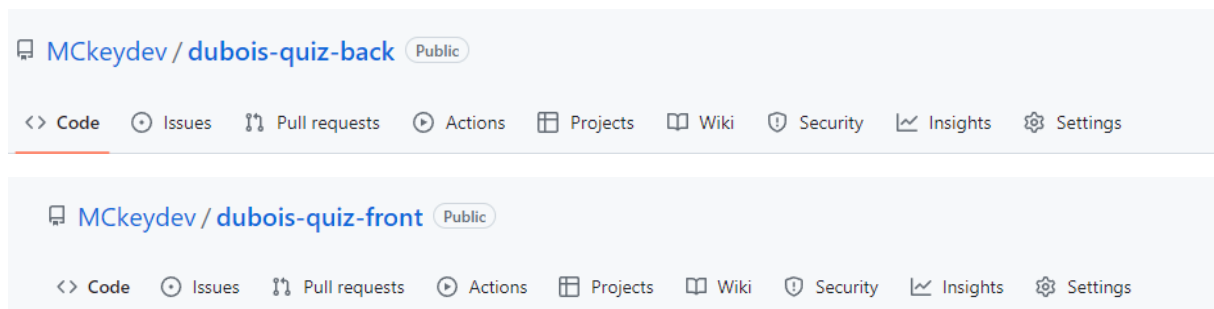 MCkeydev / dubois-quiz-back Public
<> Code Issues Pull requests Actions Projects Wiki Security Insights Settings
MCkeydev / dubois-quiz-front Public
<> Code Issues Pull requests Actions Projects Wiki Security Insights Settings